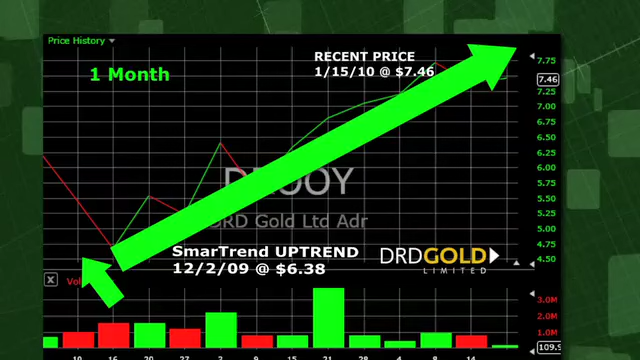 Price History
1 Month
RECENT PRICE
1/15/10 @ $7.46
7.75
7.46
7.25
7.00
6.75
6.50
6.25
6.00
5.75
5.50
5.25
5.00
4.75
4.50
DRD Gold Ltd Adr
SmarTrend UPTREND
12/2/09 @ $6.38
DRDGOLD
LIMITED
X
3.0M
2.0M
1.0M
109.9
10
16
20
27
3
9
15
21
28
4
8
14